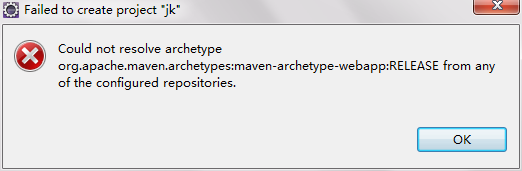 Failed to create project "jk"
Could not resolve archetype
org.apache.maven.archetypes:maven-archetype-webapp:RELEASE from any
of the configured repositories.
OK